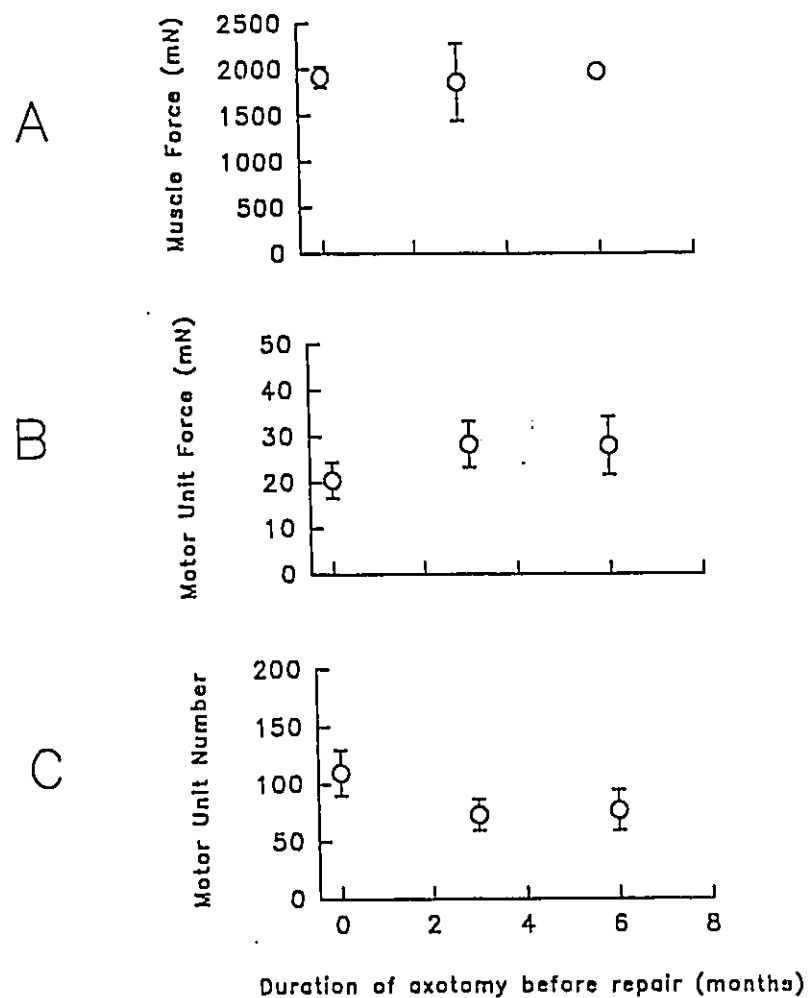 A
Muscle Force (mN)
2500
2000
1500
1000
500
0
B
Motor Unit Force (mN)
50
40
30
20
10
0
C
Motor Unit Number
200
150
100
50
0
0 2 4 6 8
Duration of axotomy before repair (months)